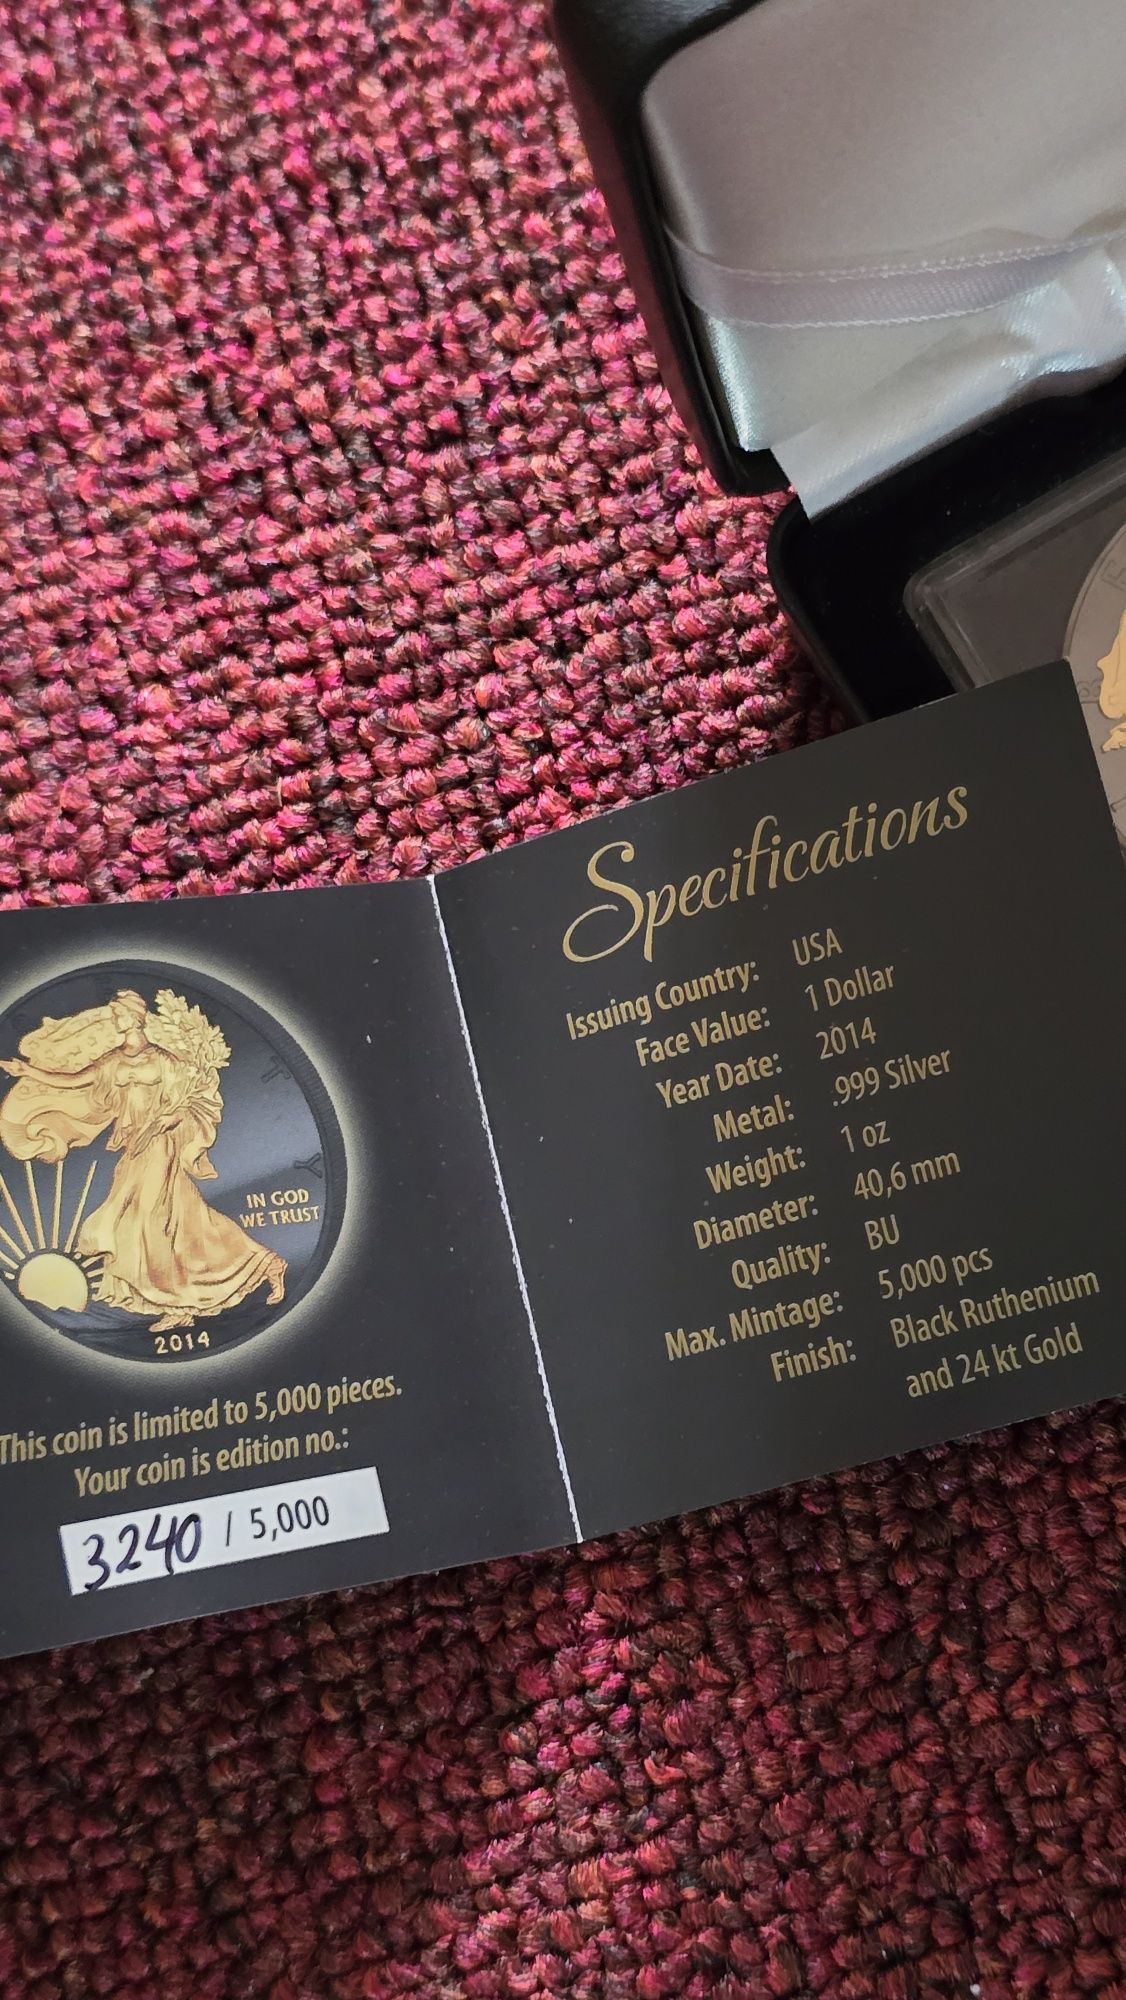 IN GOD
WE TRUST
2014
This coin is limited to 5,000 pieces.
Your coin is edition no.:
3240 / 5,000
Specifications
Issuing Country: USA
Face Value: 1 Dollar
Year Date: 2014
Metal: .999 Silver
Weight: 1 oz
Diameter: 40,6 mm
Quality: BU
Max. Mintage: 5,000 pcs
Finish: Black Ruthenium
and 24 kt Gold